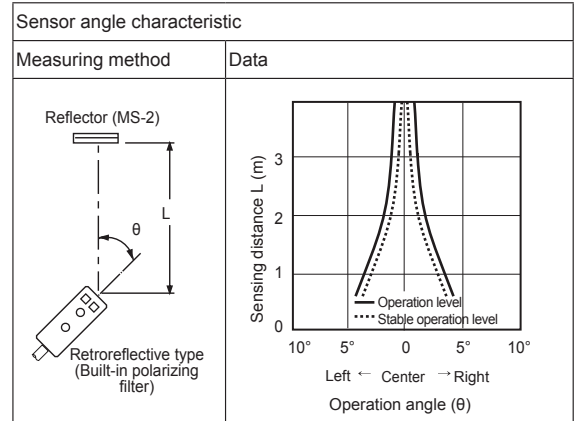 Sensor angle characteristic
Measuring method
Data
Reflector (MS-2)
L
θ
Retroreflective type
(Built-in polarizing
filter)
Sensing distance L (m)
3
2
1
0
Operation level
Stable operation level
10° 5° 0 5° 10°
Left ← Center → Right
Operation angle (θ)